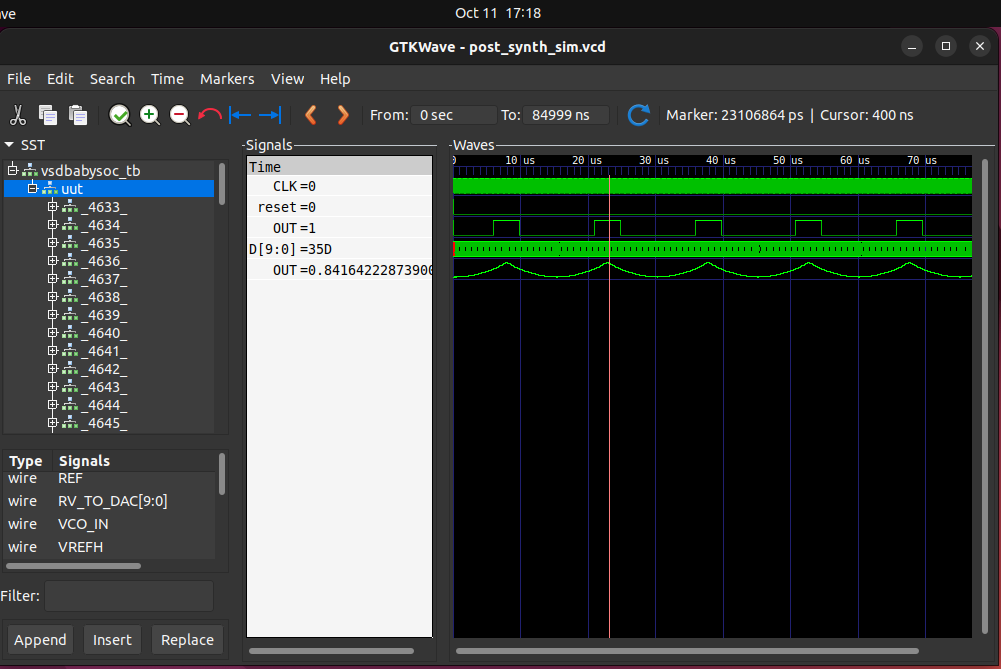 ve
Oct 11 17:18
GTKWave - post_synth_sim.vcd
File Edit Search Time Markers View Help
From: 0 sec To: 84999 ns Marker: 23106864 ps | Cursor: 400 ns
SST
vsdbabysoc_tb
uut
_4633_
_4634_
_4635_
_4636_
_4637_
_4638_
_4639_
_4640_
_4641_
_4642_
_4643_
_4644_
_4645_
Type Signals
wire REF
wire RV_TO_DAC[9:0]
wire VCO_IN
wire VREFH
Filter:
Append Insert Replace
Signals
Time
CLK =0
reset =0
OUT =1
D[9:0] =35D
OUT =0.84164222873900
Waves
0 10 us 20 us 30 us 40 us 50 us 60 us 70 us